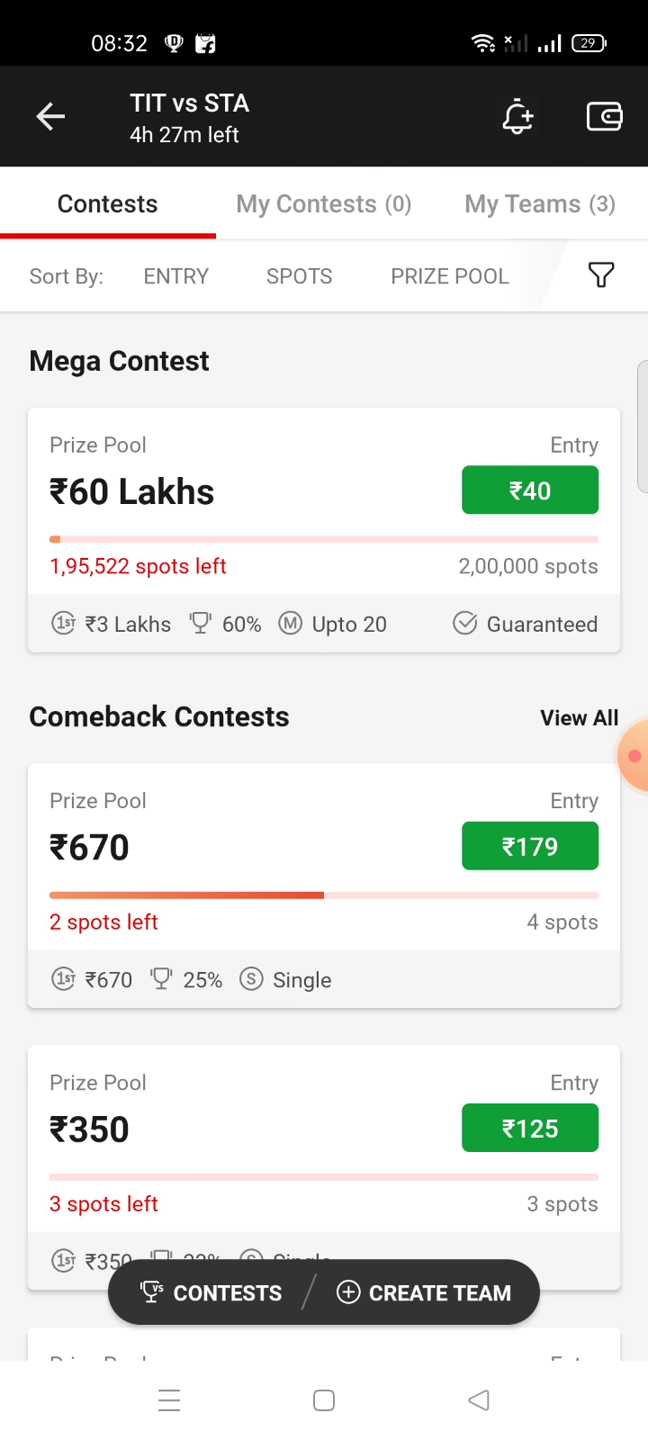 08:32
29
TIT vs STA
4h 27m left
Contests My Contests (0) My Teams (3)
Sort By: ENTRY SPOTS PRIZE POOL
Mega Contest
Prize Pool Entry
₹60 Lakhs ₹40
1,95,522 spots left 2,00,000 spots
1ST ₹3 Lakhs 60% M Upto 20 Guaranteed
Comeback Contests View All
Prize Pool Entry
₹670 ₹179
2 spots left 4 spots
1ST ₹670 25% S Single
Prize Pool Entry
₹350 ₹125
3 spots left 3 spots
1ST ₹350 S Single
VS CONTESTS CREATE TEAM